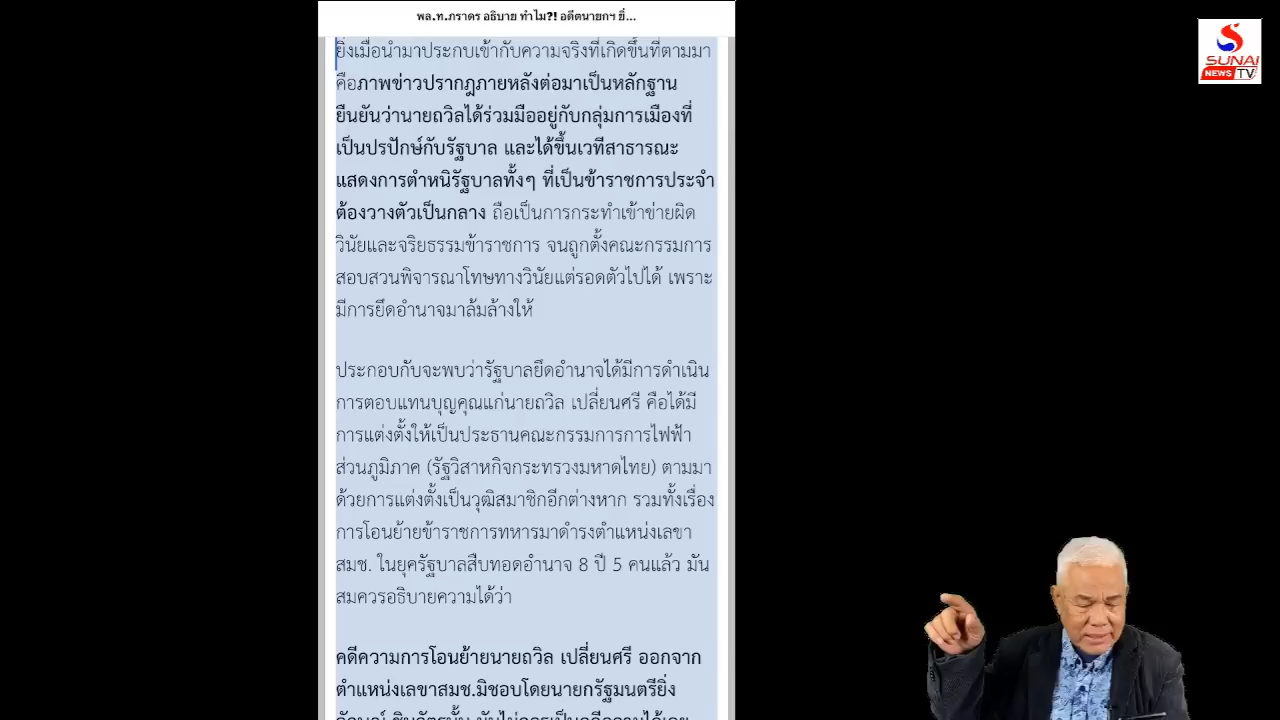 พล.ท.ภราดร อธิบาย ทำไม?! อดีตนายกฯ ยิ่...
SUNAI
NEWS TV
ยิ่งเมื่อนำมาประกบเข้ากับความจริงที่เกิดขึ้นที่ตามมา
คือภาพข่าวปรากฏภายหลังต่อมาเป็นหลักฐาน
ยืนยันว่านายถวิลได้ร่วมมืออยู่กับกลุ่มการเมืองที่
เป็นปรปักษ์กับรัฐบาล และได้ขึ้นเวทีสาธารณะ
แสดงการตำหนิรัฐบาลทั้งๆ ที่เป็นข้าราชการประจำ
ต้องวางตัวเป็นกลาง ถือเป็นการกระทำเข้าข่ายผิด
วินัยและจริยธรรมข้าราชการ จนถูกตั้งคณะกรรมการ
สอบสวนพิจารณาโทษทางวินัยแต่รอดตัวไปได้ เพราะ
มีการยึดอำนาจมาล้มล้างให้
ประกอบกับจะพบว่ารัฐบาลยึดอำนาจได้มีการดำเนิน
การตอบแทนบุญคุณแก่นายถวิล เปลี่ยนศรี คือได้มี
การแต่งตั้งให้เป็นประธานคณะกรรมการการไฟฟ้า
ส่วนภูมิภาค (รัฐวิสาหกิจกระทรวงมหาดไทย) ตามมา
ด้วยการแต่งตั้งเป็นวุฒิสมาชิกอีกต่างหาก รวมทั้งเรื่อง
การโอนย้ายข้าราชการทหารมาดำรงตำแหน่งเลขา
สมช. ในยุครัฐบาลสืบทอดอำนาจ 8 ปี 5 คนแล้ว มัน
สมควรอธิบายความได้ว่า
คดีความการโอนย้ายนายถวิล เปลี่ยนศรี ออกจาก
ตำแหน่งเลขาสมช.มิชอบโดยนายกรัฐมนตรียิ่ง